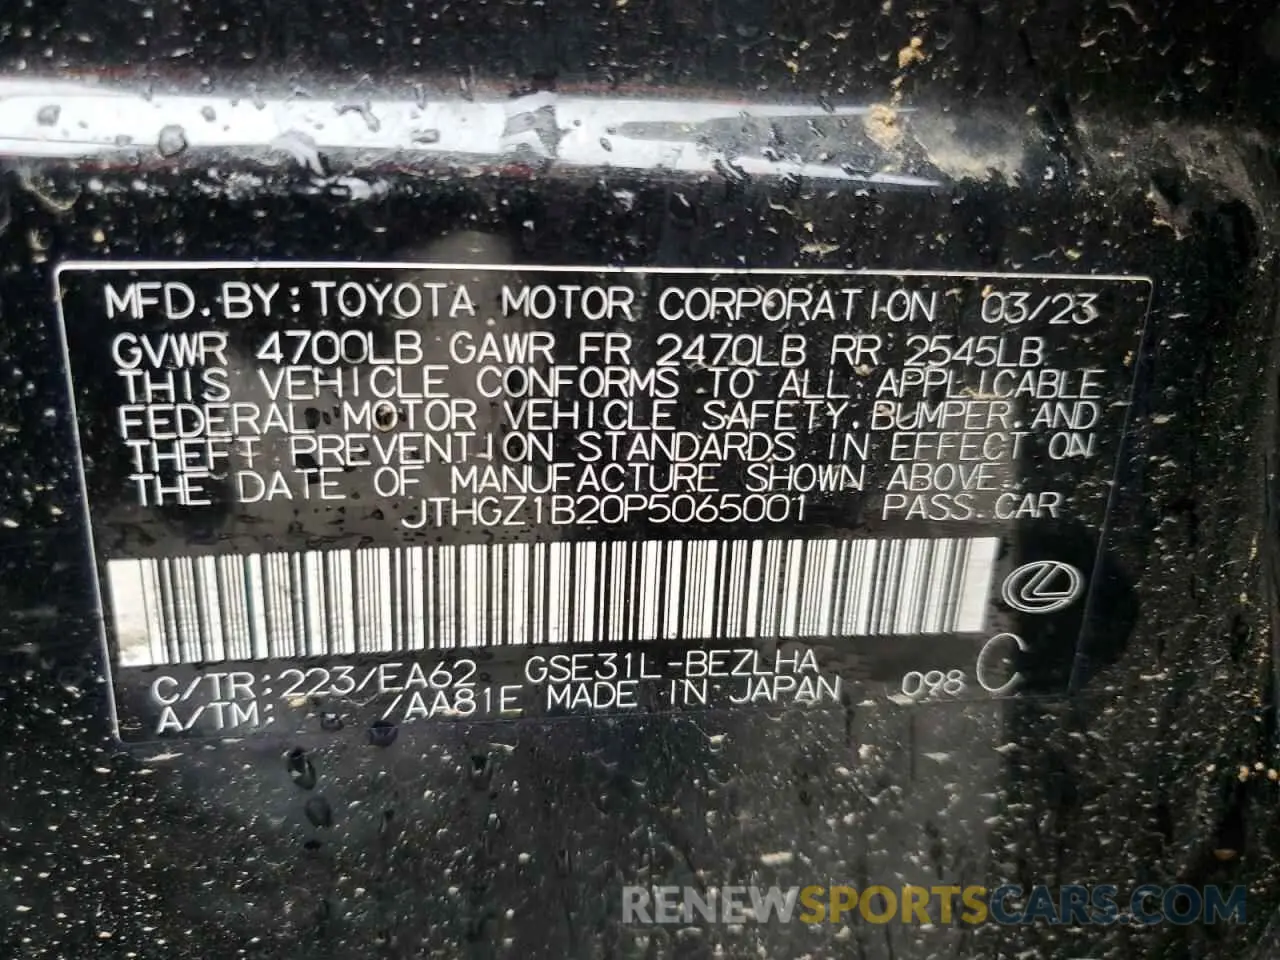 MFD. BY: TOYOTA MOTOR CORPORATION 03/23
GVWR 4700LB GAWR FR 2470LB RR 2545LB
THIS VEHICLE CONFORMS TO ALL APPLICABLE
FEDERAL MOTOR VEHICLE SAFETY, BUMPER, AND
THEFT PREVENTION STANDARDS IN EFFECT ON
THE DATE OF MANUFACTURE SHOWN ABOVE.
JTHGZ1B20P5065001 PASS. CAR
C/TR: 223/EA62 GSE31L-BEZLHA
A/TM: /AA81E MADE IN JAPAN 098 C
RENEWSPORTSCARS.COM